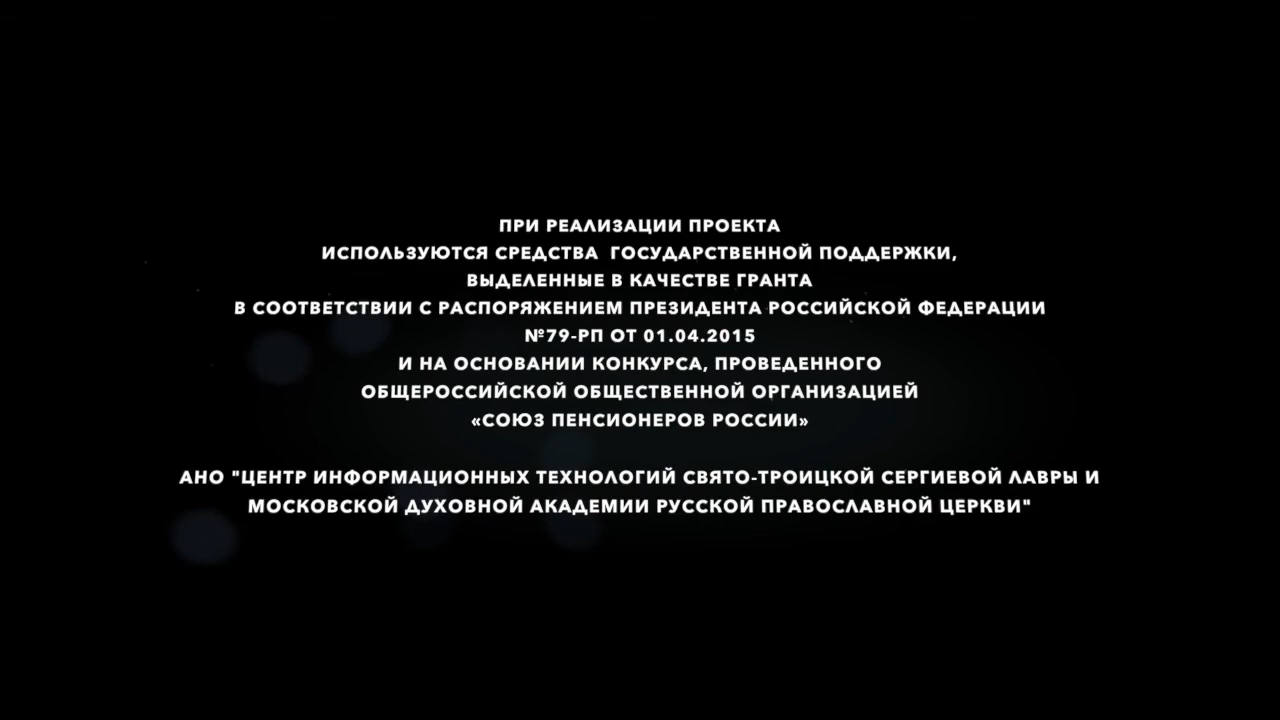 ПРИ РЕАЛИЗАЦИИ ПРОЕКТА
ИСПОЛЬЗУЮТСЯ СРЕДСТВА ГОСУДАРСТВЕННОЙ ПОДДЕРЖКИ,
ВЫДЕЛЕННЫЕ В КАЧЕСТВЕ ГРАНТА
В СООТВЕТСТВИИ С РАСПОРЯЖЕНИЕМ ПРЕЗИДЕНТА РОССИЙСКОЙ ФЕДЕРАЦИИ
№79-РП ОТ 01.04.2015
И НА ОСНОВАНИИ КОНКУРСА, ПРОВЕДЕННОГО
ОБЩЕРОССИЙСКОЙ ОБЩЕСТВЕННОЙ ОРГАНИЗАЦИЕЙ
«СОЮЗ ПЕНСИОНЕРОВ РОССИИ»
АНО "ЦЕНТР ИНФОРМАЦИОННЫХ ТЕХНОЛОГИЙ СВЯТО-ТРОИЦКОЙ СЕРГИЕВОЙ ЛАВРЫ И
МОСКОВСКОЙ ДУХОВНОЙ АКАДЕМИИ РУССКОЙ ПРАВОСЛАВНОЙ ЦЕРКВИ"